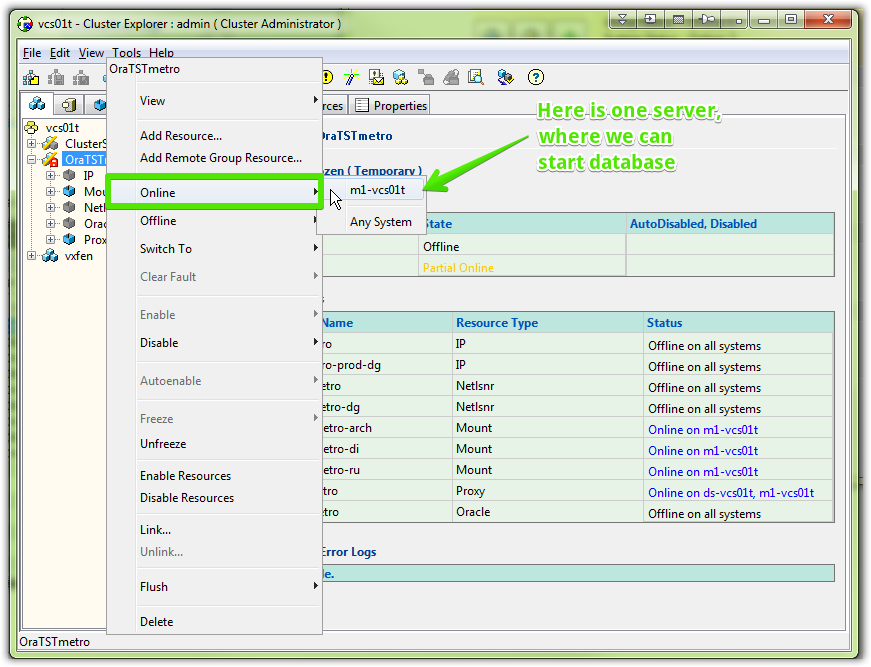 vcs01t - Cluster Explorer : admin ( Cluster Administrator )
File Edit View Tools Help
OraTSTmetro
View
Add Resource...
Add Remote Group Resource...
Online
Offline
Switch To
Clear Fault
Enable
Disable
Autoenable
Freeze
Unfreeze
Enable Resources
Disable Resources
Link...
Unlink...
Flush
Delete
m1-vcs01t
Any System
Here is one server,
where we can
start database
vcs01t
ClusterS
OraTSTm
IP
Mou
Netl
Orac
Prox
vxfen
rces Properties
OraTSTmetro
ozen ( Temporary )
State AutoDisabled, Disabled
Offline
Partial Online
s
Name Resource Type Status
ro IP Offline on all systems
ro-prod-dg IP Offline on all systems
etro Netlsnr Offline on all systems
etro-dg Netlsnr Offline on all systems
etro-arch Mount Online on m1-vcs01t
etro-di Mount Online on m1-vcs01t
etro-ru Mount Online on m1-vcs01t
tro Proxy Online on ds-vcs01t, m1-vcs01t
etro Oracle Offline on all systems
Error Logs
le.
OraTSTmetro